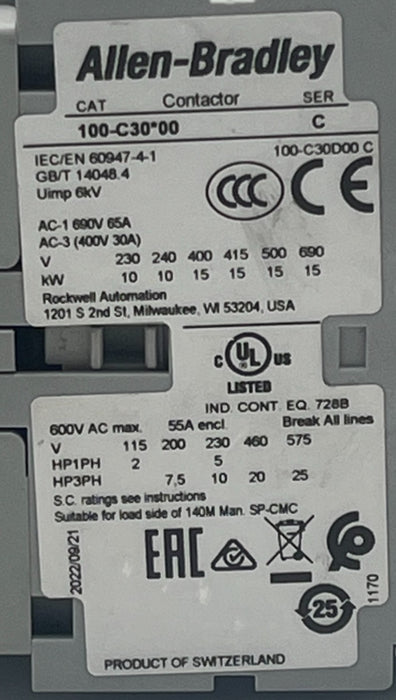 Allen-Bradley
CAT Contactor SER
100-C30*00 C
IEC/EN 60947-4-1 100-C30D00 C
GB/T 14048.4
Uimp 6kV
CCC CE
AC-1 690V 65A
AC-3 (400V 30A)
V 230 240 400 415 500 690
kW 10 10 15 15 15 15
Rockwell Automation
1201 S 2nd St, Milwaukee, WI 53204, USA
C UL US
LISTED
IND. CONT. EQ. 728B
600V AC max. 55A encl. Break All lines
V 115 200 230 460 575
HP1PH 2 5
HP3PH 7,5 10 20 25
S.C. ratings see instructions
Suitable for load side of 140M Man. SP-CMC
2022/09/21
EAC
1170
25
PRODUCT OF SWITZERLAND